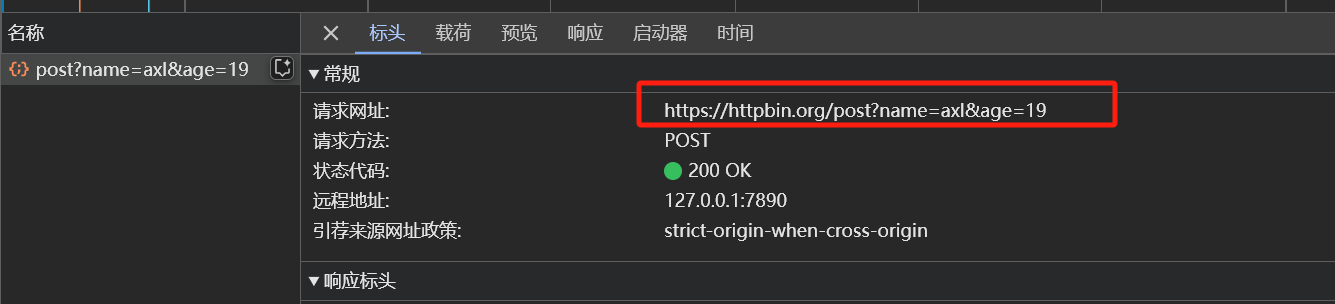 名称
标头 载荷 预览 响应 启动器 时间
post?name=axl&age=19
常规
请求网址: https://httpbin.org/post?name=axl&age=19
请求方法: POST
状态代码: 200 OK
远程地址: 127.0.0.1:7890
引荐来源网址政策: strict-origin-when-cross-origin
响应标头